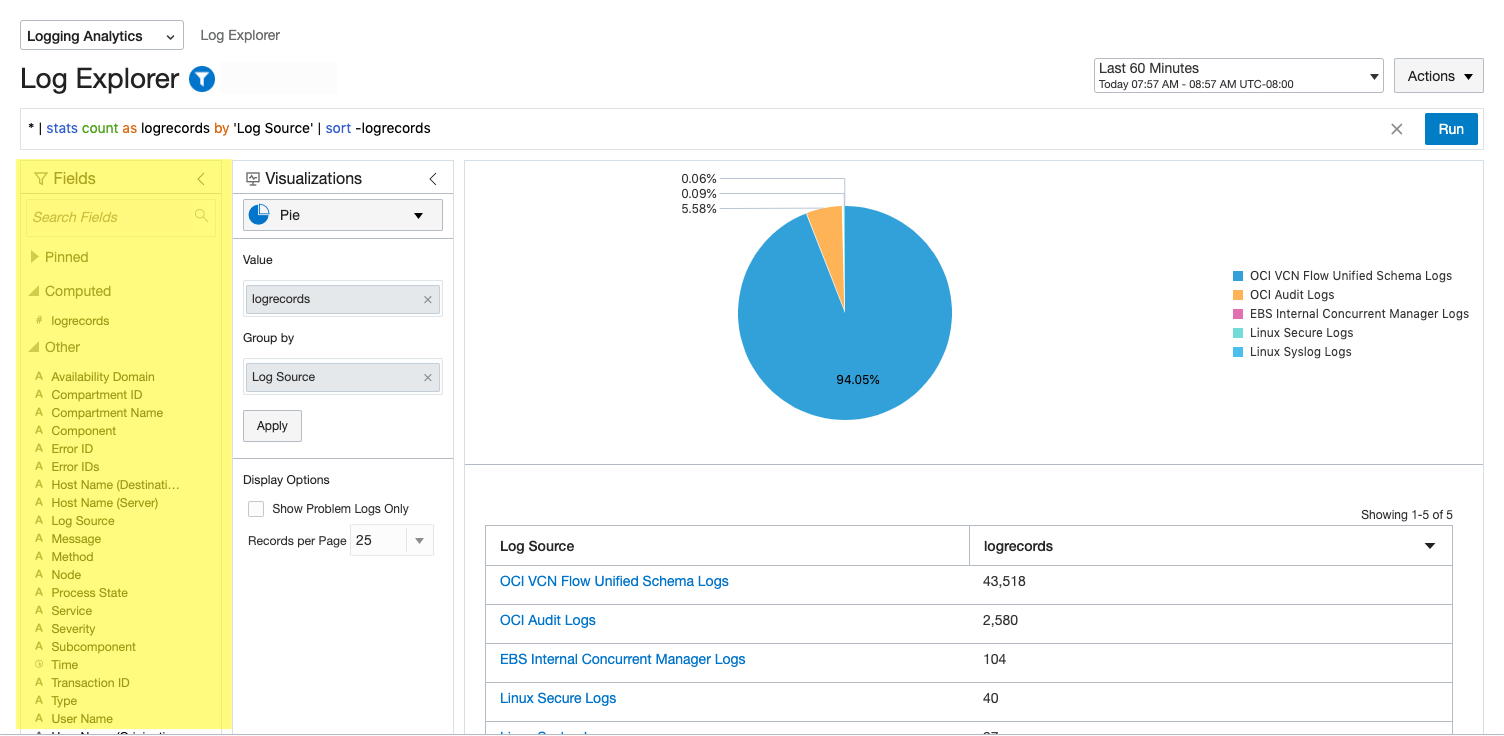 Logging Analytics
Log Explorer
Log Explorer
Last 60 Minutes
Today 07:57 AM - 08:57 AM UTC-08:00
Actions
* | stats count as logrecords by 'Log Source' | sort -logrecords
Run
Fields
Search Fields
Pinned
Computed
# logrecords
Other
A Availability Domain
A Compartment ID
A Compartment Name
A Component
A Error ID
A Error IDs
A Host Name (Destinati...
A Host Name (Server)
A Log Source
A Message
A Method
A Node
A Process State
A Service
A Severity
A Subcomponent
Time
A Transaction ID
A Type
A User Name
Visualizations
Pie
Value
logrecords
Group by
Log Source
Apply
Display Options
Show Problem Logs Only
Records per Page 25
0.06%
0.09%
5.58%
94.05%
OCI VCN Flow Unified Schema Logs
OCI Audit Logs
EBS Internal Concurrent Manager Logs
Linux Secure Logs
Linux Syslog Logs
Showing 1-5 of 5
Log Source logrecords
OCI VCN Flow Unified Schema Logs 43,518
OCI Audit Logs 2,580
EBS Internal Concurrent Manager Logs 104
Linux Secure Logs 40